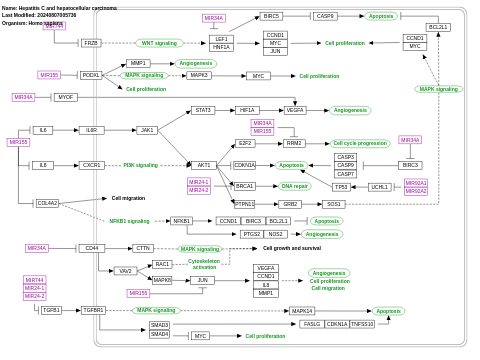 Name: Hepatitis C and hepatocellular carcinoma
Last Modified: 20240807005736
Organism: Homo sapiens
MIR744
MIR34A
BIRC5
CASP9
Apoptosis
BCL2L1
FRZB
WNT signaling
LEF1
HNF1A
CCND1
MYC
JUN
Cell proliferation
CCND1
MYC
MMP1
Angiogenesis
MIR155
PODX1
MAPK signaling
MAPK3
MYC
Cell proliferation
Cell proliferation
MAPK signaling
MIR34A
MYOF
STAT3
HIF1A
VEGFA
Angiogenesis
MIR34A
MIR155
IL6
IL6R
JAK1
MIR155
E2F2
RRM2
Cell cycle progression
MIR34A
IL8
CXCR1
PI3K signaling
AKT1
CDKN1A
Apoptosis
CASP3
CASP9
CASP7
BIRC3
MIR24-1
MIR24-2
BRCA1
DNA repair
TP53
UCHL1
MIR92A1
MIR92A2
COL4A2
Cell migration
PTPN11
GRB2
SOS1
NFKB1 signaling
NFKB1
CCND1
BIRC3
BCL2L1
Apoptosis
PTGS2
NOS2
Angiogenesis
MIR34A
CD44
CTTN
MAPK signaling
Cell growth and survival
RAC1
Cytoskeleton
activation
VAV2
MAPK8
JUN
VEGFA
CCND1
IL8
MMP1
Angiogenesis
Cell proliferation
Cell migration
MIR744
MIR24-1
MIR24-2
MIR155
TGFB1
TGFBR1
MAPK signaling
MAPK14
Apoptosis
SMAD3
SMAD4
FASLG
CDKN1A
TNFSS10
MYC
Cell proliferation